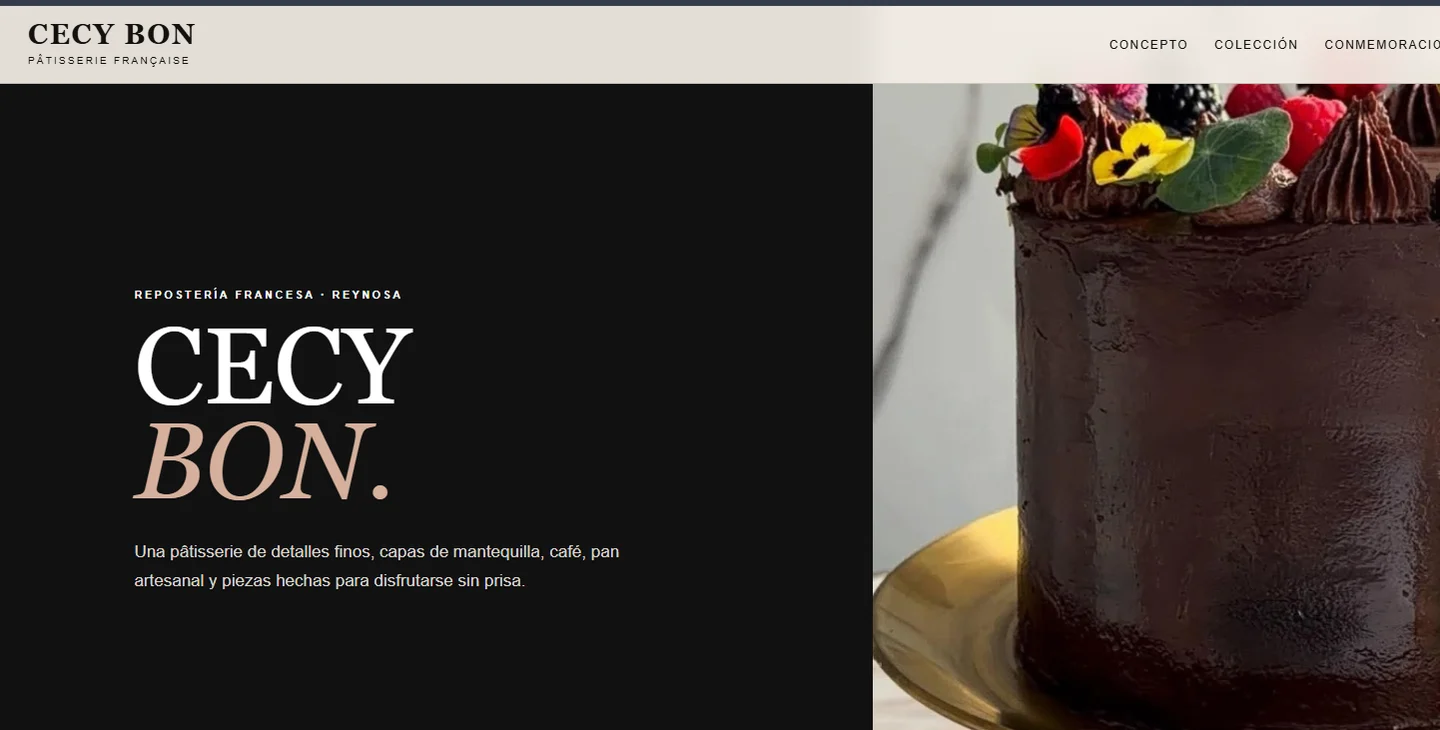 CECY BON
PÂTISSERIE FRANÇAISE
CONCEPTO
COLECCIÓN
CONMEMORACIO
REPOSTERÍA FRANCESA · REYNOSA
CECY
BON.
Una pâtisserie de detalles finos, capas de mantequilla, café, pan
artesanal y piezas hechas para disfrutarse sin prisa.